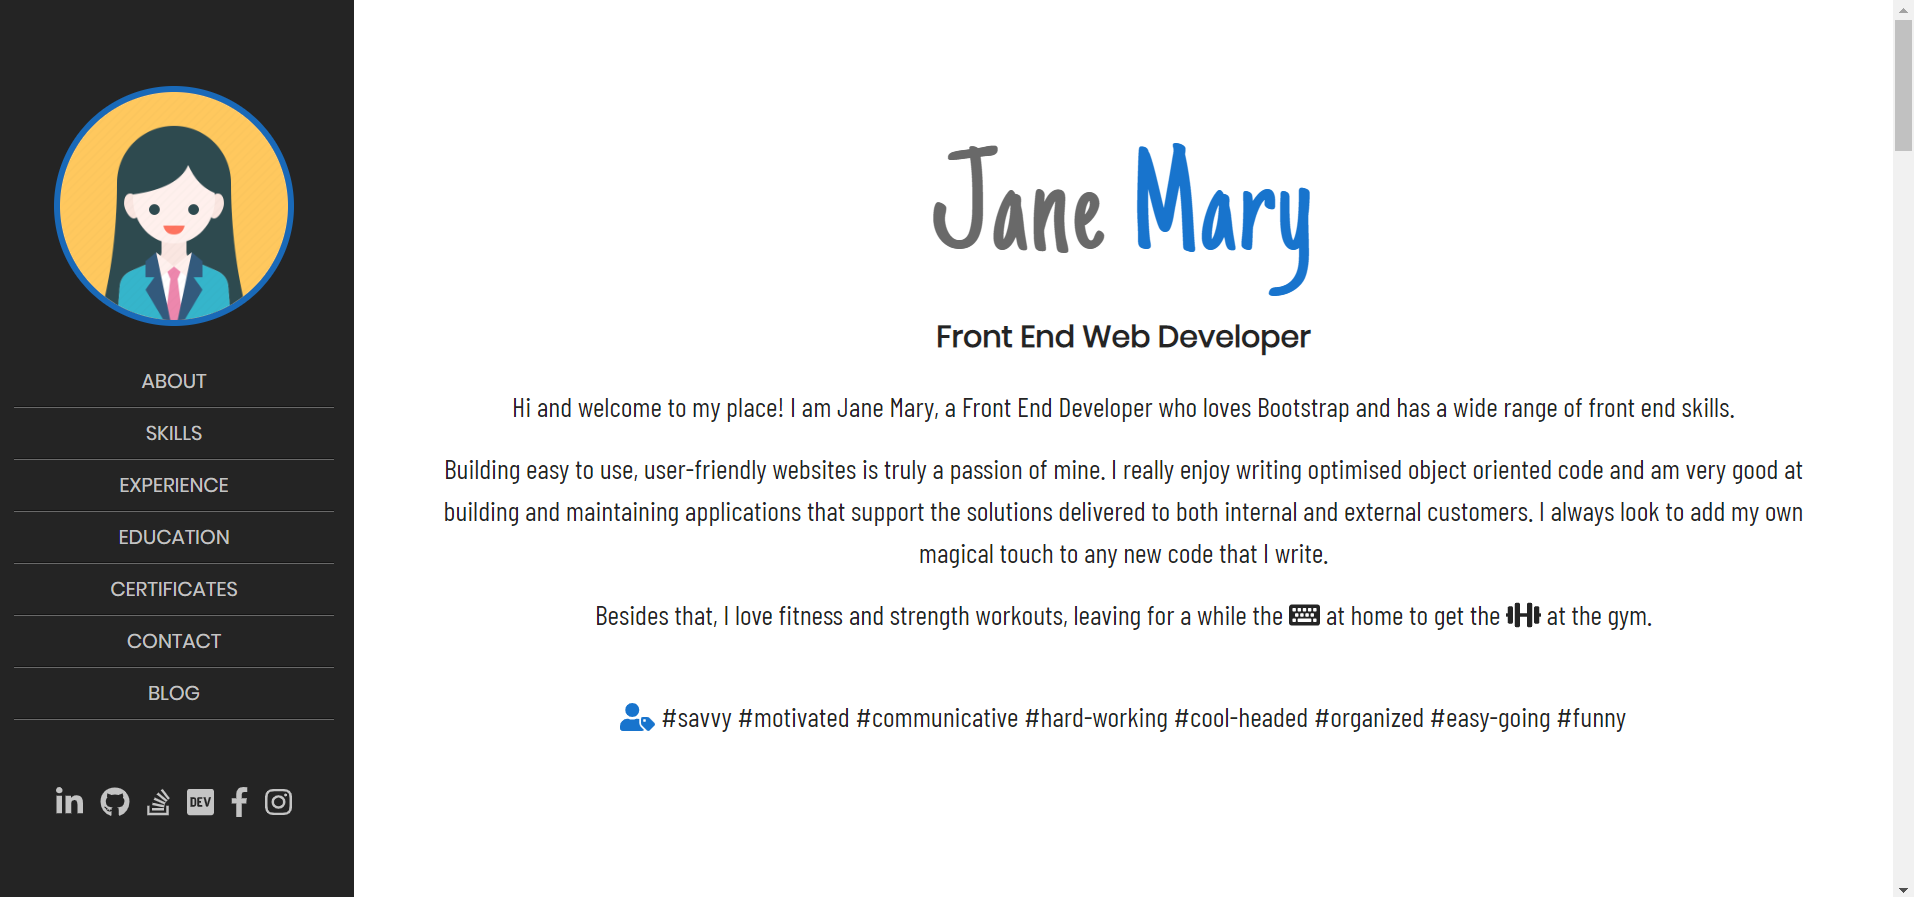 ABOUT
SKILLS
EXPERIENCE
EDUCATION
CERTIFICATES
CONTACT
BLOG
DEV
Jane Mary
Front End Web Developer
Hi and welcome to my place! I am Jane Mary, a Front End Developer who loves Bootstrap and has a wide range of front end skills.
Building easy to use, user-friendly websites is truly a passion of mine. I really enjoy writing optimised object oriented code and am very good at
building and maintaining applications that support the solutions delivered to both internal and external customers. I always look to add my own
magical touch to any new code that I write.
Besides that, I love fitness and strength workouts, leaving for a while the at home to get the at the gym.
#savvy #motivated #communicative #hard-working #cool-headed #organized #easy-going #funny